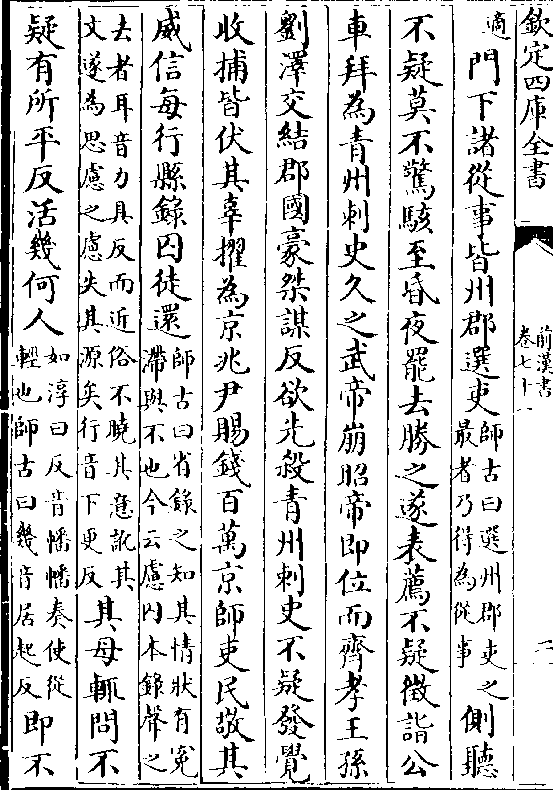 欽定四庫全書
前漢書
卷七十一
二
適門下諸從事皆州郡選吏師古曰選州郡吏之最者乃得為從事側聽
不疑莫不驚駭至昏夜罷去勝之遂表薦不疑徵詣公
車拜為青州刺史久之武帝崩昭帝即位而齊孝王孫
劉澤交結郡國豪桀謀反欲先殺青州刺史不疑發覺
收捕皆伏其辜擢為京兆尹賜錢百萬京師吏民敬其
威信每行縣錄囚徒還師古曰省錄之知其情狀有寃滯與不也今云慮囚本錄聲之
去者耳音力具反而近俗不曉其意訛其文遂為思慮之慮失其源矣行音下更反其母輒問不
疑有所平反活幾何人如淳曰反音幡幡奏使從輕也師古曰幾音居起反即不